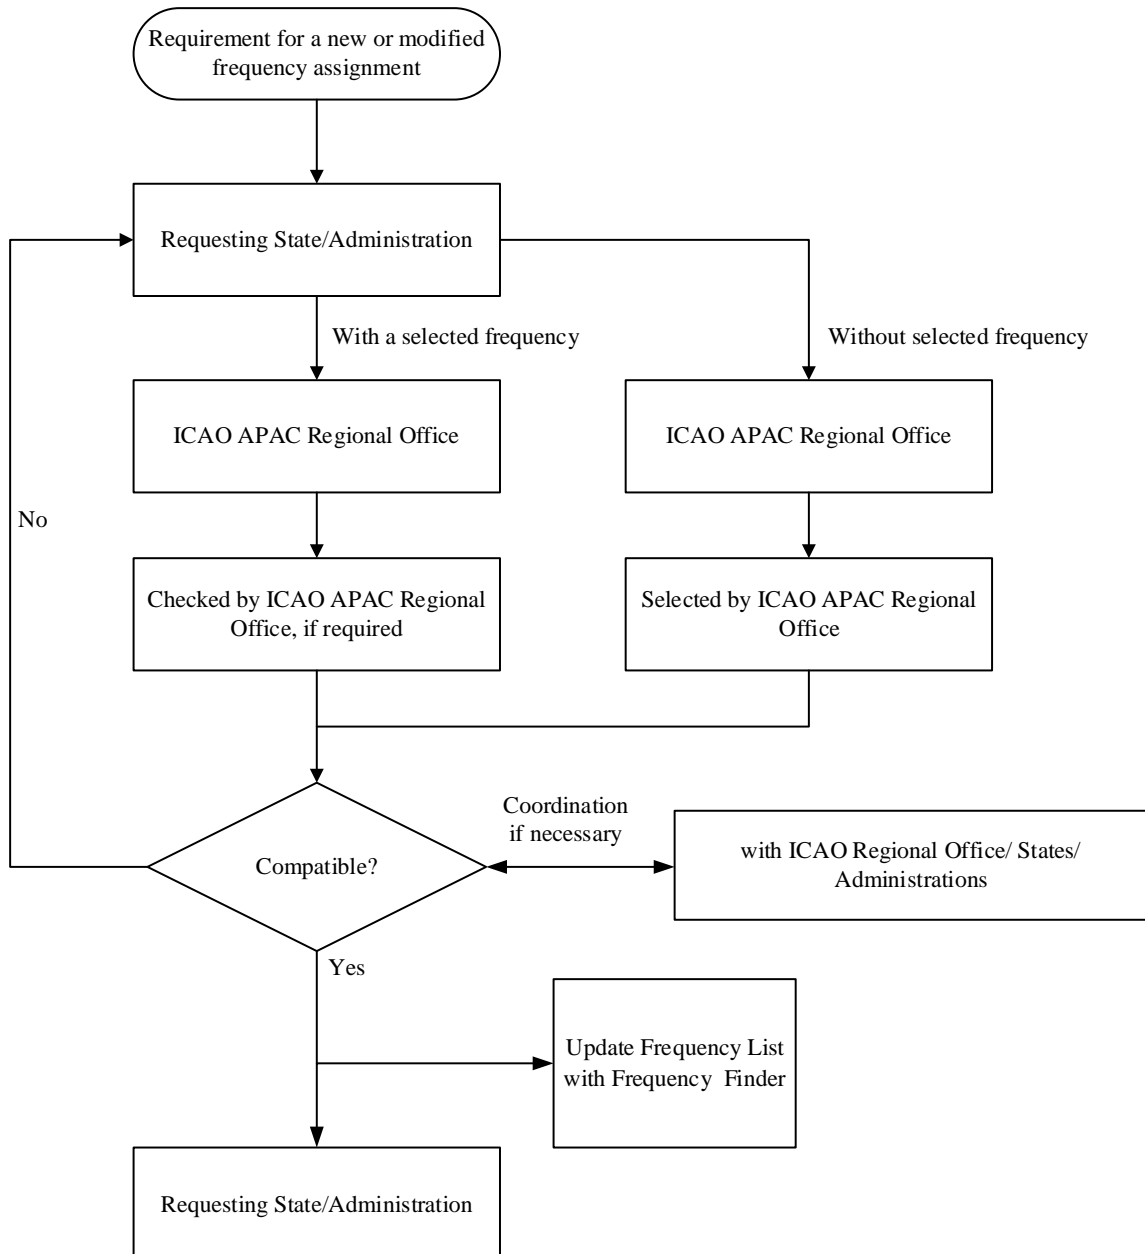 Requirement for a new or modified
frequency assignment
Requesting State/Administration
With a selected frequency
Without selected frequency
ICAO APAC Regional Office
ICAO APAC Regional Office
No
Checked by ICAO APAC Regional
Office, if required
Selected by ICAO APAC Regional
Office
Coordination
if necessary
Compatible?
with ICAO Regional Office/ States/
Administrations
Yes
Update Frequency List
with Frequency Finder
Requesting State/Administration